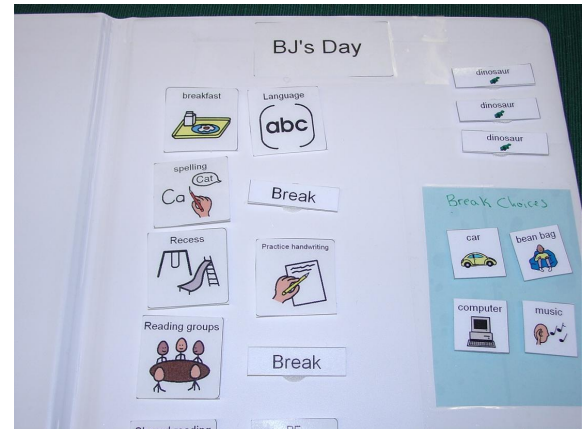 BJ's Day
breakfast
Language
abc
spelling
Cat
Ca
Break
Recess
Practice handwriting
Reading groups
Break
PE
dinosaur
dinosaur
dinosaur
Break Choices
car
bean bag
computer
music